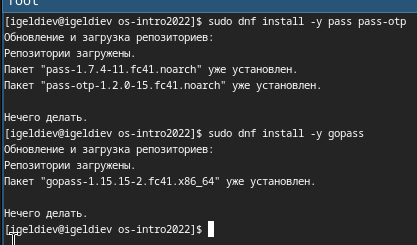 root
[igeldiev@igeldiev os-intro2022]$ sudo dnf install -y pass pass-otp
Обновление и загрузка репозиториев:
Репозитории загружены.
Пакет "pass-1.7.4-11.fc41.noarch" уже установлен.
Пакет "pass-otp-1.2.0-15.fc41.noarch" уже установлен.

Нечего делать.
[igeldiev@igeldiev os-intro2022]$ sudo dnf install -y gopass
Обновление и загрузка репозиториев:
Репозитории загружены.
Пакет "gopass-1.15.15-2.fc41.x86_64" уже установлен.

Нечего делать.
[igeldiev@igeldiev os-intro2022]$